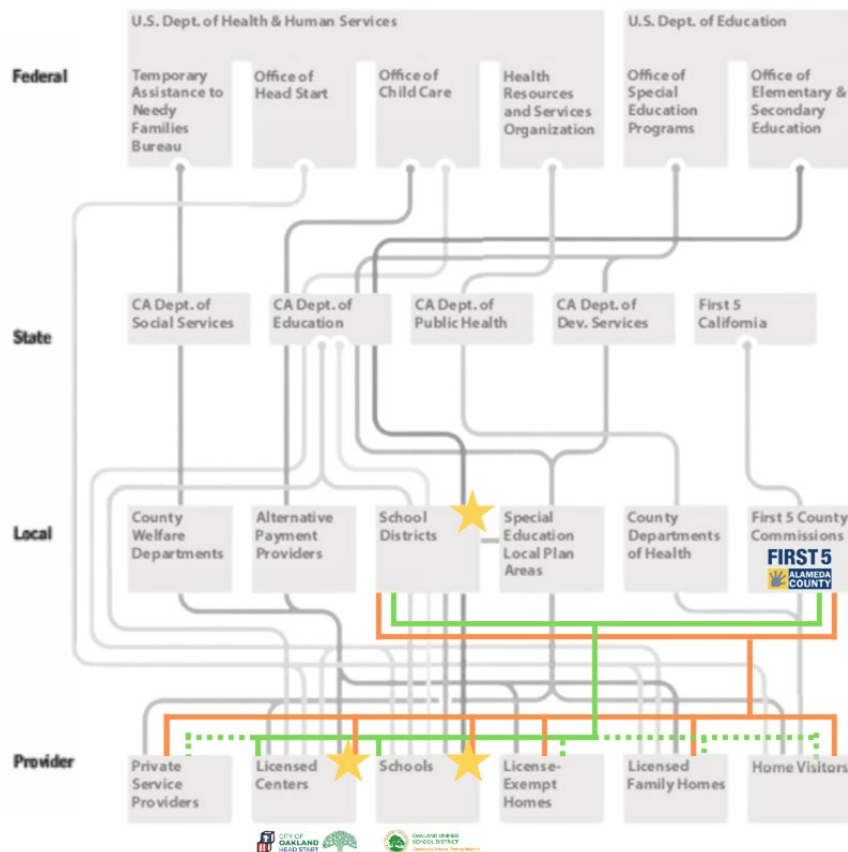 U.S. Dept. of Health & Human Services
U.S. Dept. of Education
Federal
Temporary
Assistance to
Needy
Families
Bureau
Office of
Head Start
Office of
Child Care
Health
Resources
and Services
Organization
Office of
Special
Education
Programs
Office of
Elementary &
Secondary
Education
State
CA Dept. of
Social Services
CA Dept. of
Education
CA Dept. of
Public Health
CA Dept. of
Dev. Services
First 5
California
Local
County
Welfare
Departments
Alternative
Payment
Providers
School
Districts
Special
Education
Local Plan
Areas
County
Departments
of Health
First 5 County
Commissions
FIRST 5
ALAMEDA
COUNTY
Provider
Private
Service
Providers
Licensed
Centers
Schools
License-
Exempt
Homes
Licensed
Family Homes
Home Visitors
CITY OF
OAKLAND
HEAD START
OAKLAND UNIFIED
SCHOOL DISTRICT